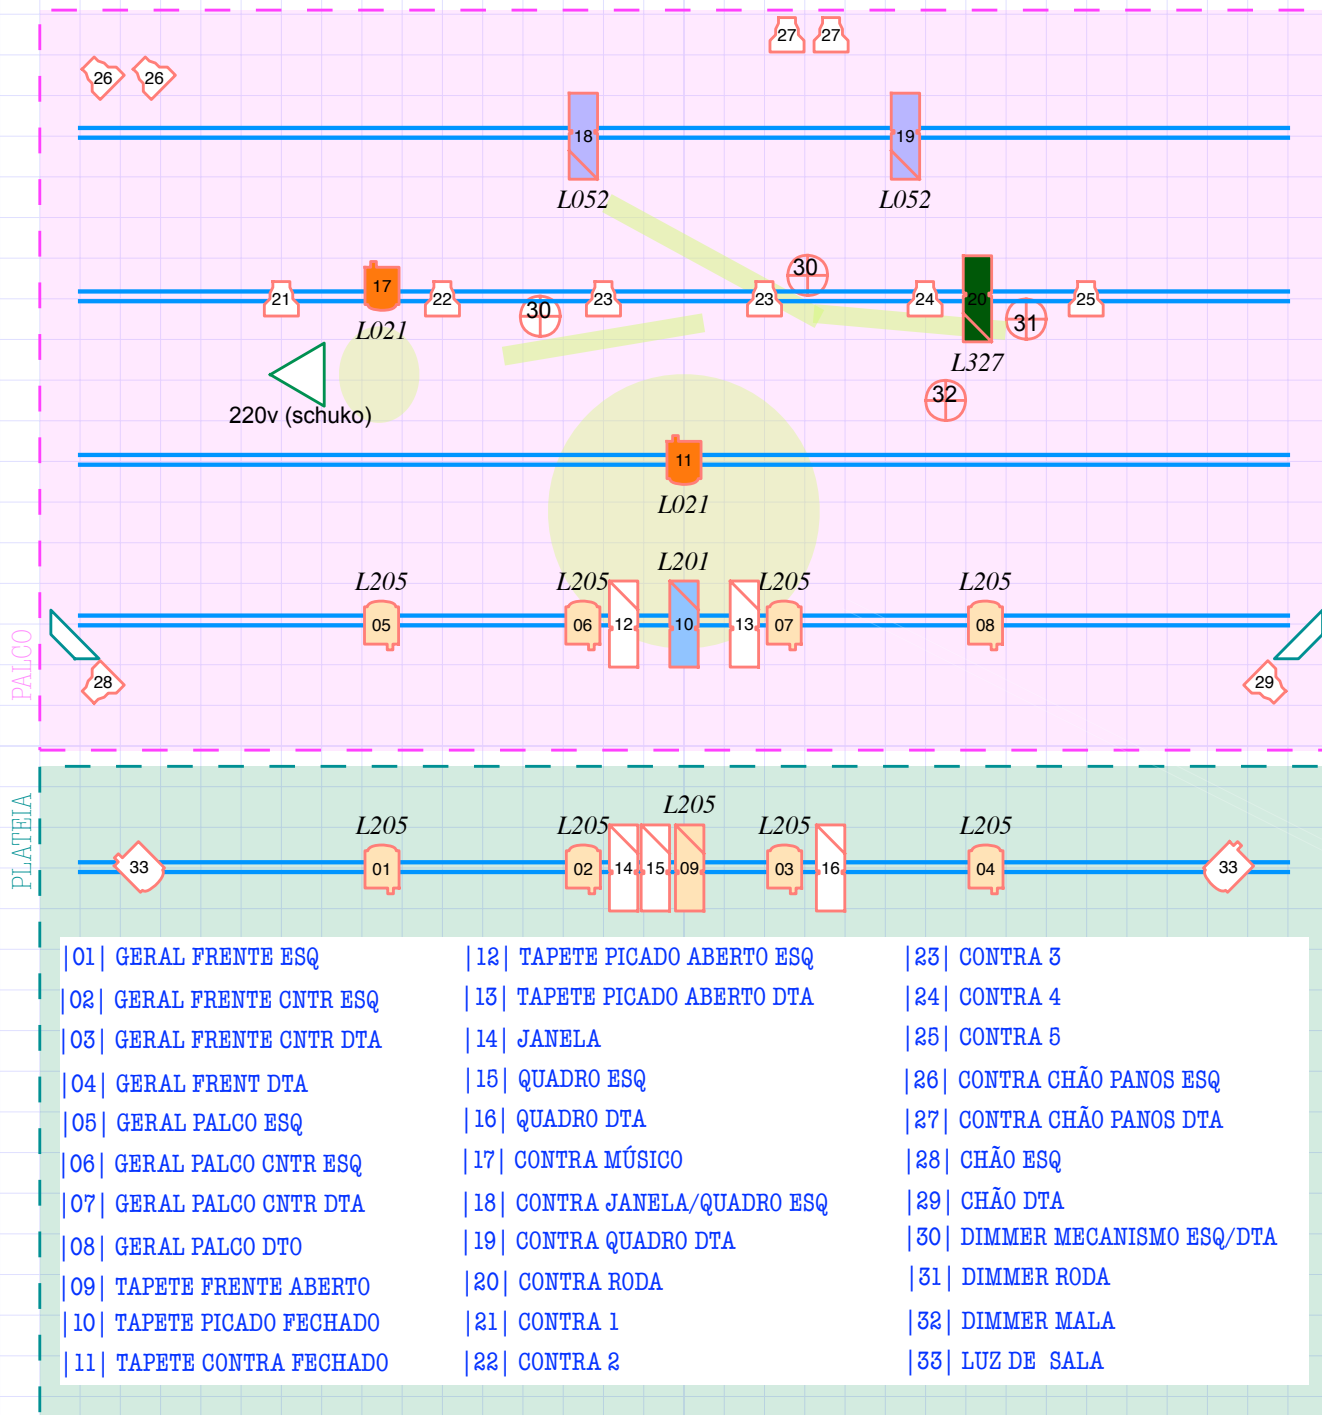 27 27
26 26
18 19
L052 L052
30
17
21 22 23 23 24 20 25
30 31
L021
L327
32
220v (schuko)
11
L021
L201
L205 L205 L205 L205
05 06 12 10 13 07 08
PALCO
28 29
PLATEIA
L205
L205 L205 L205 L205
33 01 02 14 15 09 03 16 04 33
|01| GERAL FRENTE ESQ
|02| GERAL FRENTE CNTR ESQ
|03| GERAL FRENTE CNTR DTA
|04| GERAL FRENT DTA
|05| GERAL PALCO ESQ
|06| GERAL PALCO CNTR ESQ
|07| GERAL PALCO CNTR DTA
|08| GERAL PALCO DTO
|09| TAPETE FRENTE ABERTO
|10| TAPETE PICADO FECHADO
|11| TAPETE CONTRA FECHADO
|12| TAPETE PICADO ABERTO ESQ
|13| TAPETE PICADO ABERTO DTA
|14| JANELA
|15| QUADRO ESQ
|16| QUADRO DTA
|17| CONTRA MÚSICO
|18| CONTRA JANELA/QUADRO ESQ
|19| CONTRA QUADRO DTA
|20| CONTRA RODA
|21| CONTRA 1
|22| CONTRA 2
|23| CONTRA 3
|24| CONTRA 4
|25| CONTRA 5
|26| CONTRA CHÃO PANOS ESQ
|27| CONTRA CHÃO PANOS DTA
|28| CHÃO ESQ
|29| CHÃO DTA
|30| DIMMER MECANISMO ESQ/DTA
|31| DIMMER RODA
|32| DIMMER MALA
|33| LUZ DE SALA